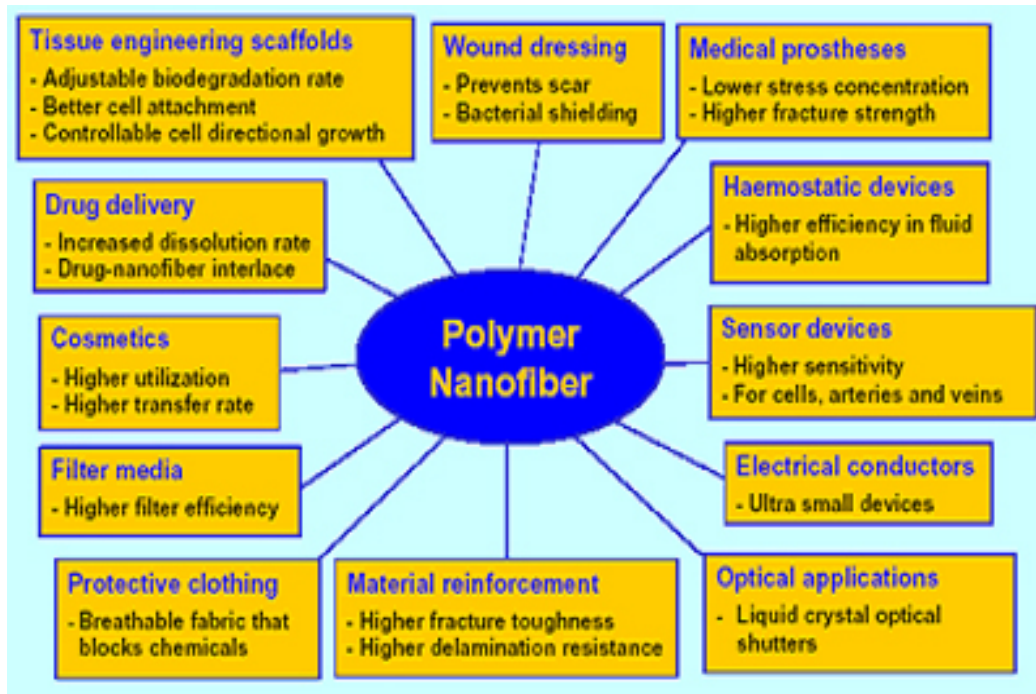 Tissue engineering scaffolds
- Adjustable biodegradation rate
- Better cell attachment
- Controllable cell directional growth
Wound dressing
- Prevents scar
- Bacterial shielding
Medical prostheses
- Lower stress concentration
- Higher fracture strength
Drug delivery
- Increased dissolution rate
- Drug-nanofiber interlace
Haemostatic devices
- Higher efficiency in fluid
absorption
Polymer
Nanofiber
Cosmetics
- Higher utilization
- Higher transfer rate
Sensor devices
- Higher sensitivity
- For cells, arteries and veins
Filter media
- Higher filter efficiency
Electrical conductors
- Ultra small devices
Protective clothing
- Breathable fabric that
blocks chemicals
Material reinforcement
- Higher fracture toughness
- Higher delamination resistance
Optical applications
- Liquid crystal optical
shutters